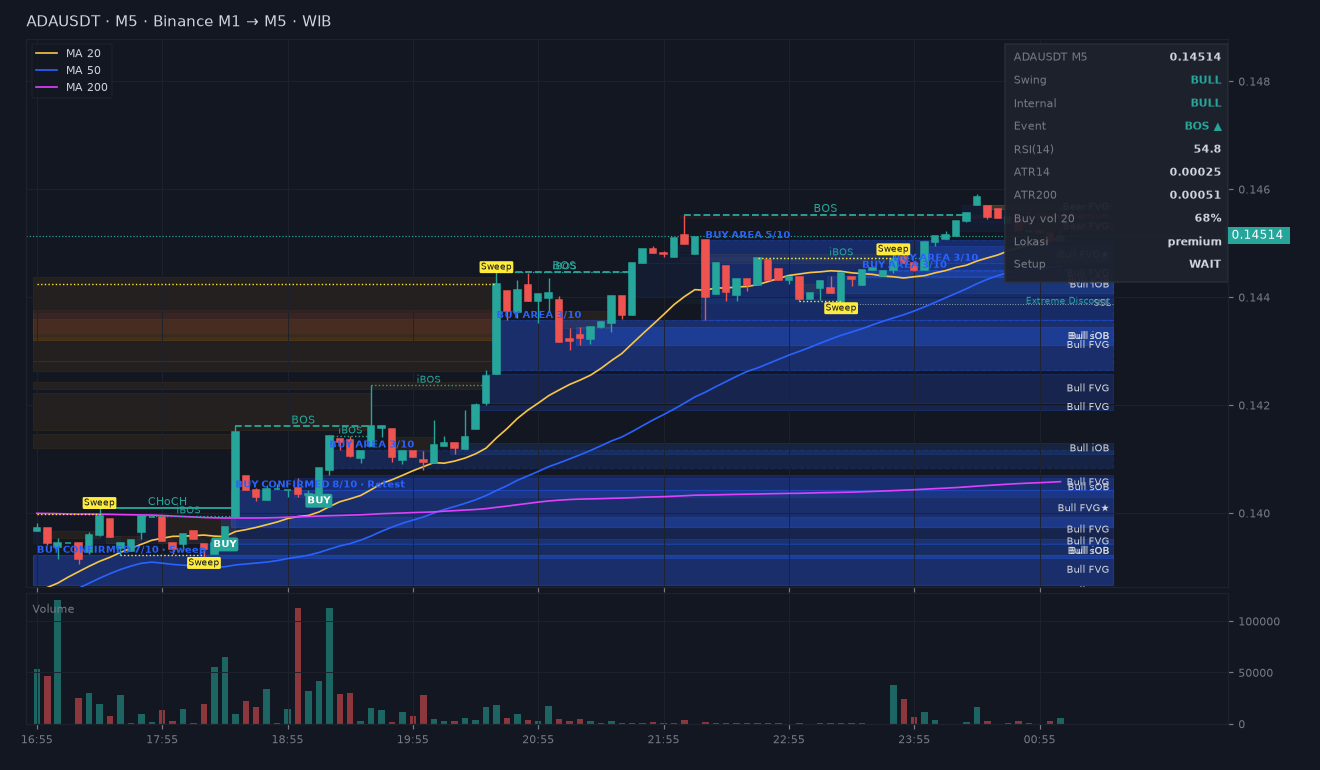 ADAUSDT · M5 · Binance M1 → M5 · WIB
MA 20
MA 50
MA 200
ADAUSDT M5 0.14514
Swing BULL
Internal BULL
Event BOS ▲
RSI(14) 54.8
ATR14 0.00025
ATR200 0.00051
Buy vol 20 68%
Lokasi premium
Setup WAIT
0.148
0.146
0.14514
0.144
0.142
0.140
BOS
BUY AREA 5/10
Sweep
iBOS
BUY AREA 3/10
Sweep
BOS
Bull iOB
Extreme Discount
SSL
Sweep
BUY AREA 3/10
Bull sOB
Bull FVG
iBOS
Bull FVG
Bull FVG
BOS
iBOS
Bull iOB
BUY CONFIRMED 8/10 · Retest
Bull FVG
Bull sOB
BUY
Sweep
CHoCH
iBOS
Bull FVG★
Bull FVG
BUY
Bull FVG
BUY CONFIRMED 7/10 · Sweep
Bull sOB
Sweep
Bull FVG
Volume
100000
50000
0
16:55 17:55 18:55 19:55 20:55 21:55 22:55 23:55 00:55